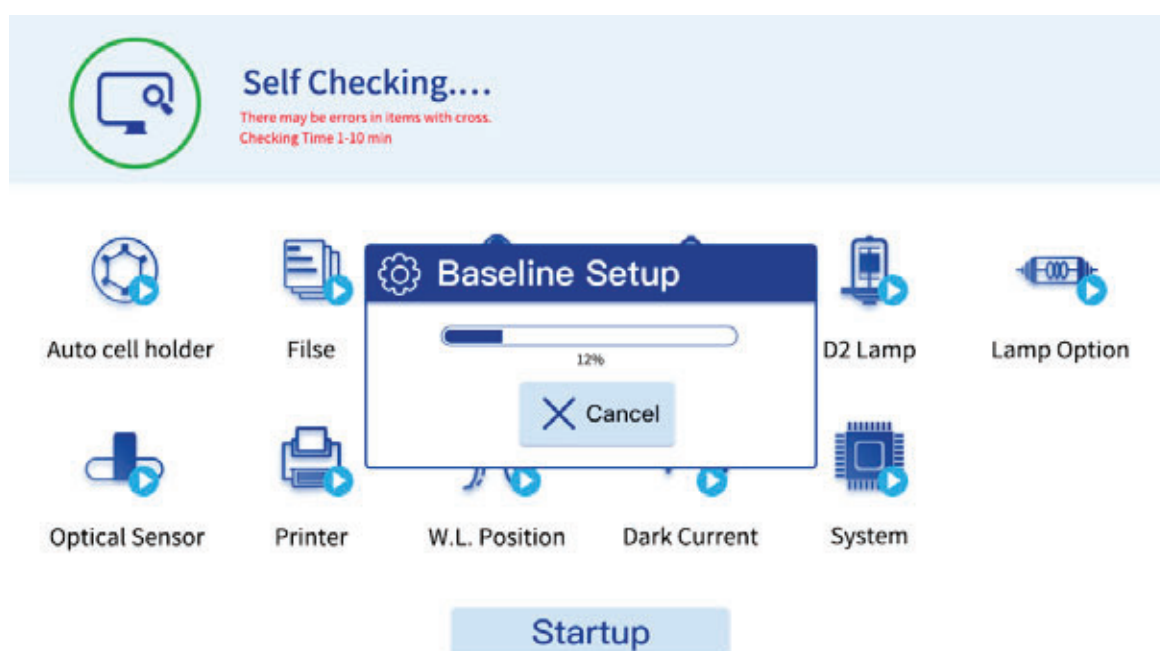 Self Checking....
There may be errors in items with cross.
Checking Time 1-10 min
Baseline Setup
12%
Cancel
Auto cell holder
Filse
D2 Lamp
Lamp Option
Optical Sensor
Printer
W.L. Position
Dark Current
System
Startup